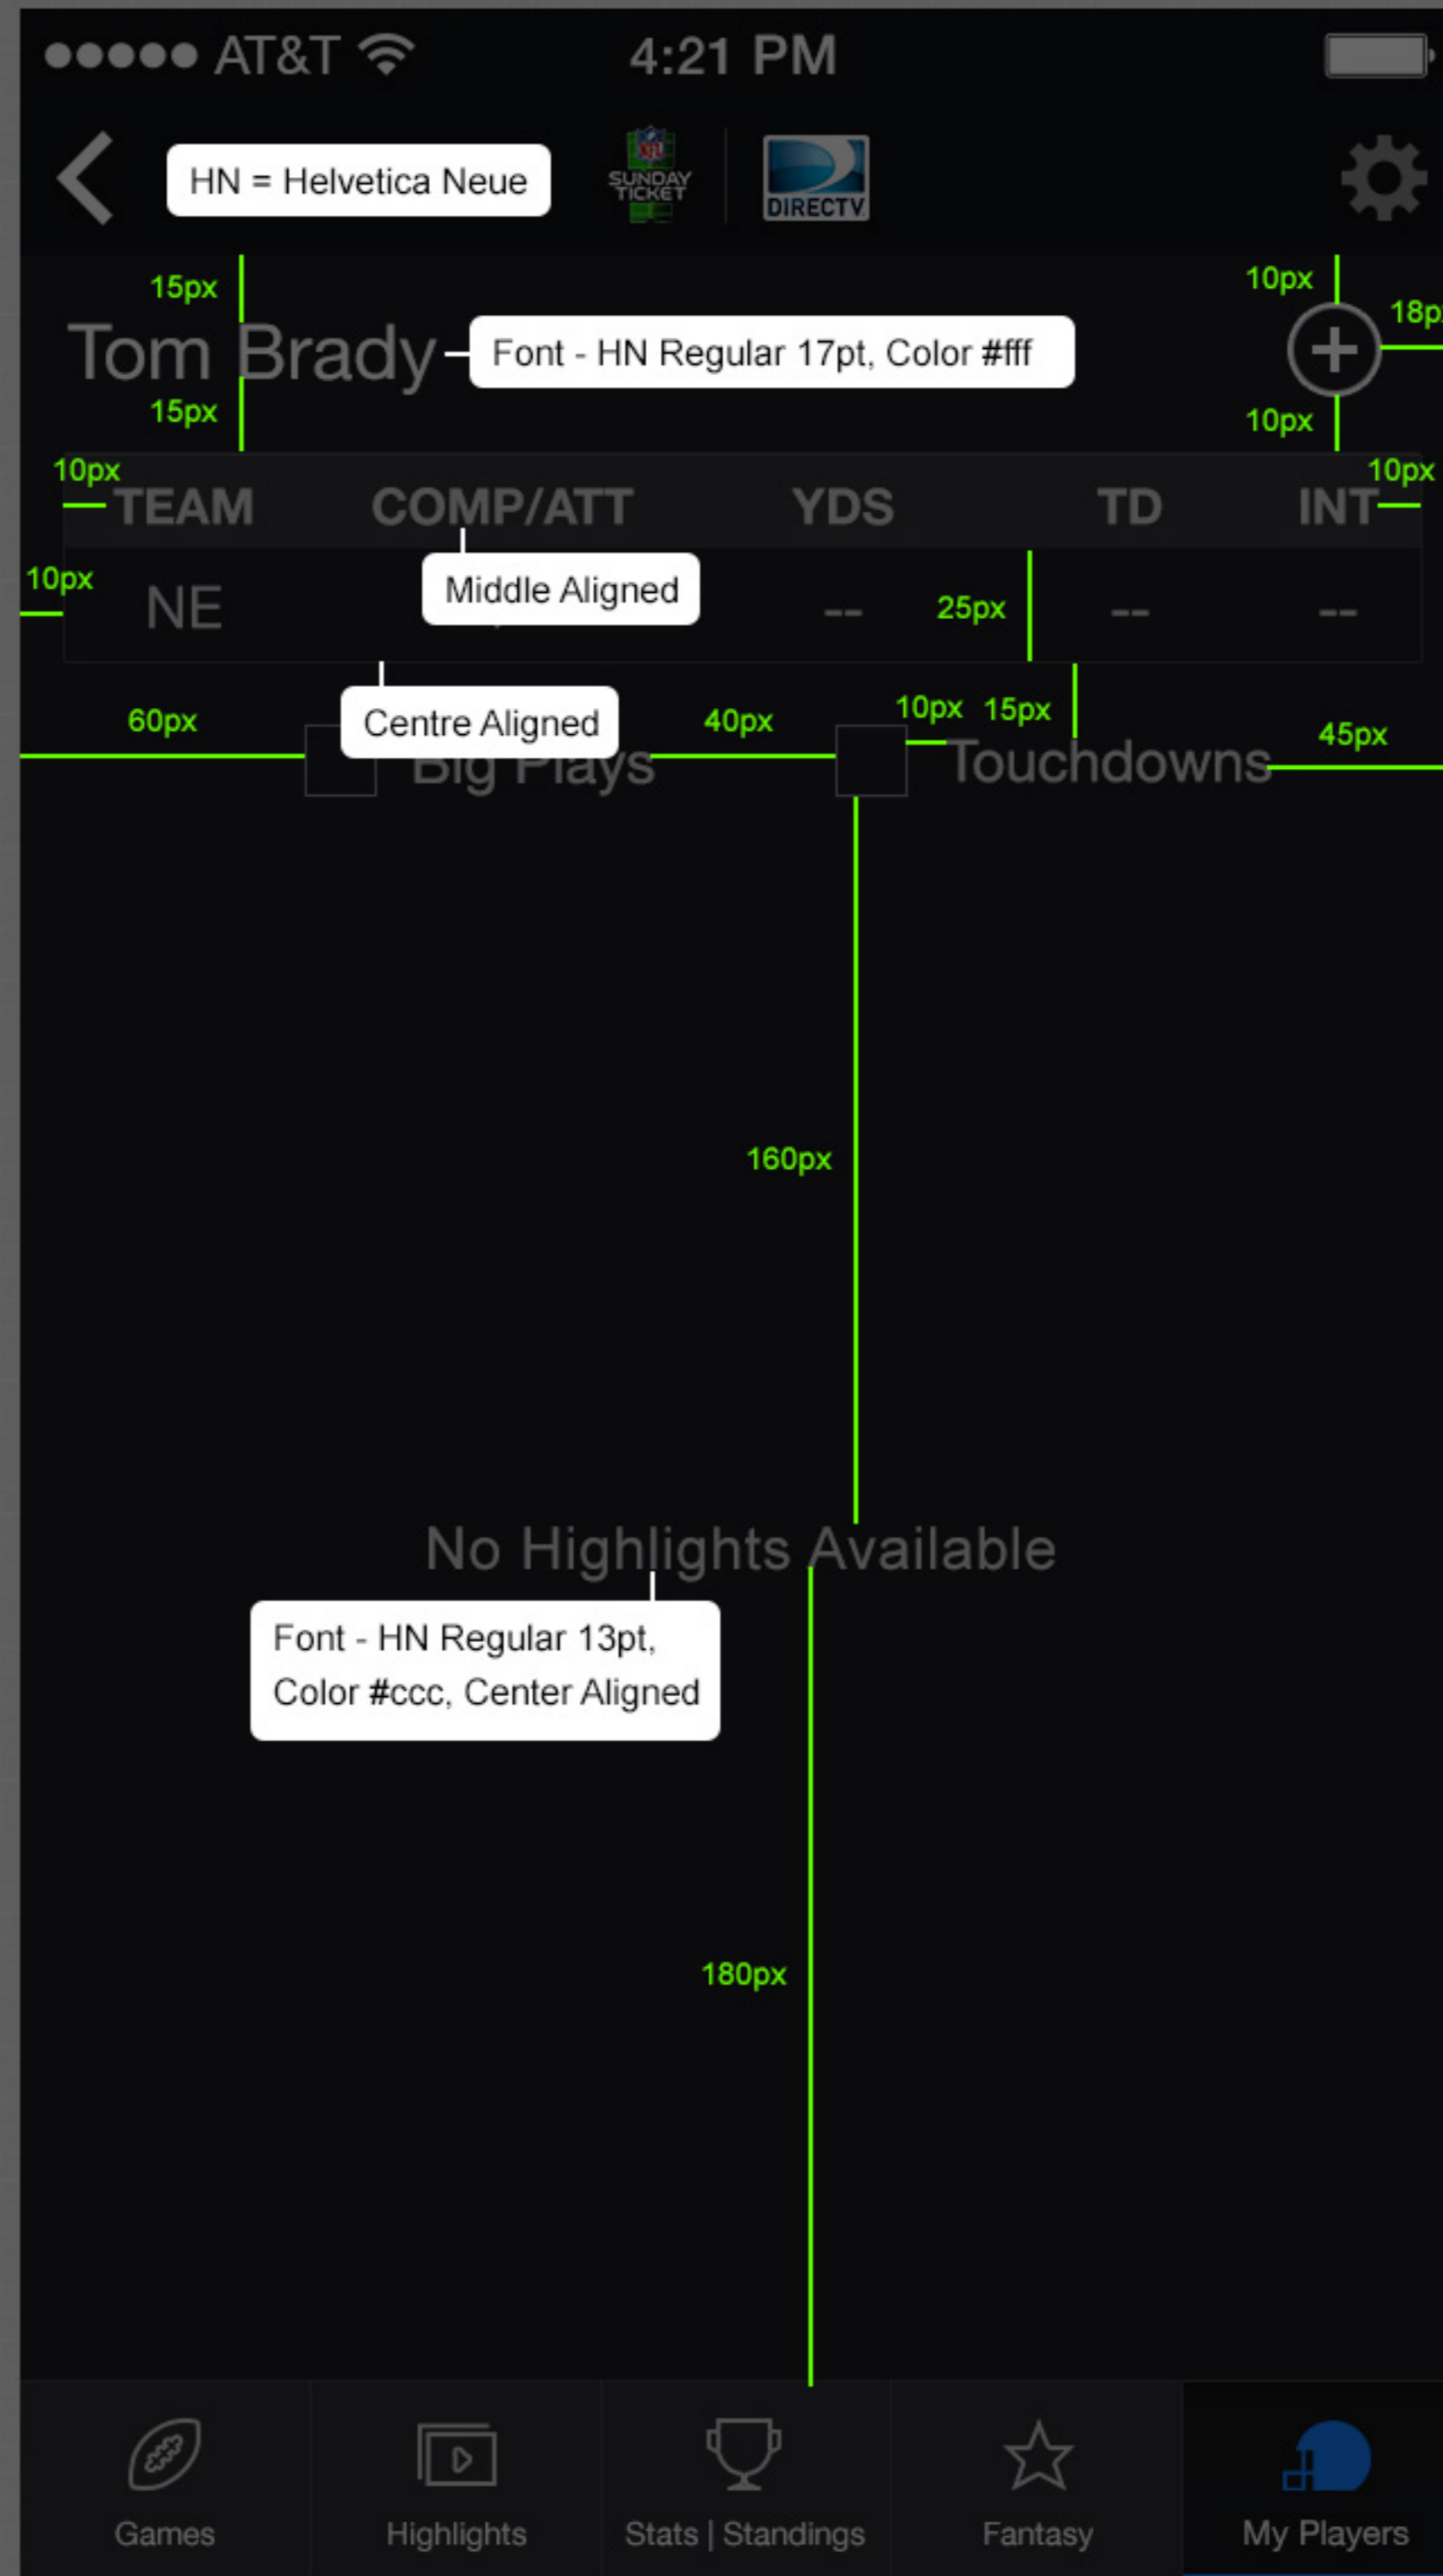 AT&T 4:21 PM
HN = Helvetica Neue
NFL
SUNDAY
TICKET
DIRECTV
15px
10px
18p
Tom Brady
Font - HN Regular 17pt, Color #fff
+
15px
10px
10px
10px
TEAM COMP/ATT YDS TD INT
10px
Middle Aligned
NE -- 25px -- --
60px
Centre Aligned
40px
10px
15px
45px
Big Plays
Touchdowns
160px
No Highlights Available
Font - HN Regular 13pt,
Color #ccc, Center Aligned
180px
Games Highlights Stats | Standings Fantasy My Players